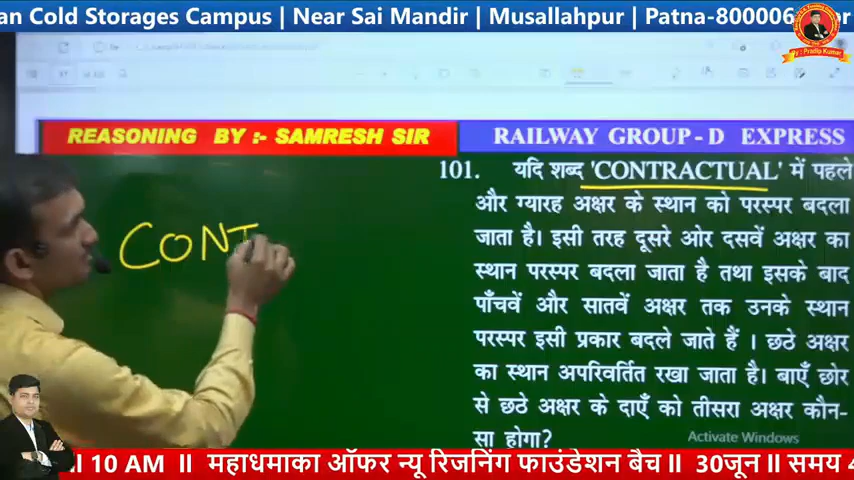 an Cold Storages Campus | Near Sai Mandir | Musallahpur | Patna-800006
By : Pradip Kumar
REASONING BY :- SAMRESH SIR
RAILWAY GROUP - D EXPRESS
101. यदि शब्द 'CONTRACTUAL' में पहले
और ग्यारह अक्षर के स्थान को परस्पर बदला
जाता है। इसी तरह दूसरे ओर दसवें अक्षर का
स्थान परस्पर बदला जाता है तथा इसके बाद
पाँचवें और सातवें अक्षर तक उनके स्थान
परस्पर इसी प्रकार बदले जाते हैं । छठे अक्षर
का स्थान अपरिवर्तित रखा जाता है। बाएँ छोर
से छठे अक्षर के दाएँ को तीसरा अक्षर कौन-
सा होगा?
CONT
Activate Windows
10 AM ॥ महाधमाका ऑफर न्यू रिजनिंग फाउंडेशन बैच ॥ 30जून ॥ समय 4